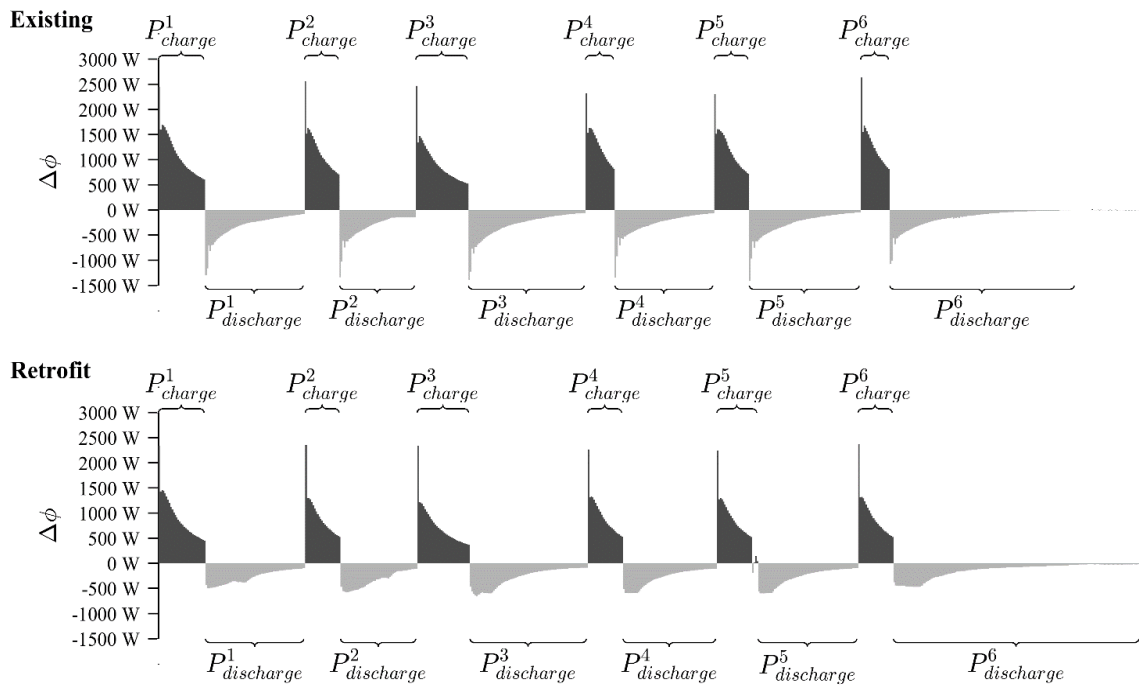 Existing
P^1_charge P^2_charge P^3_charge P^4_charge P^5_charge P^6_charge
3000 W
2500 W
2000 W
1500 W
1000 W
500 W
0 W
-500 W
-1000 W
-1500 W
Δϕ
P^1_discharge P^2_discharge P^3_discharge P^4_discharge P^5_discharge P^6_discharge
Retrofit
P^1_charge P^2_charge P^3_charge P^4_charge P^5_charge P^6_charge
3000 W
2500 W
2000 W
1500 W
1000 W
500 W
0 W
-500 W
-1000 W
-1500 W
Δϕ
P^1_discharge P^2_discharge P^3_discharge P^4_discharge P^5_discharge P^6_discharge